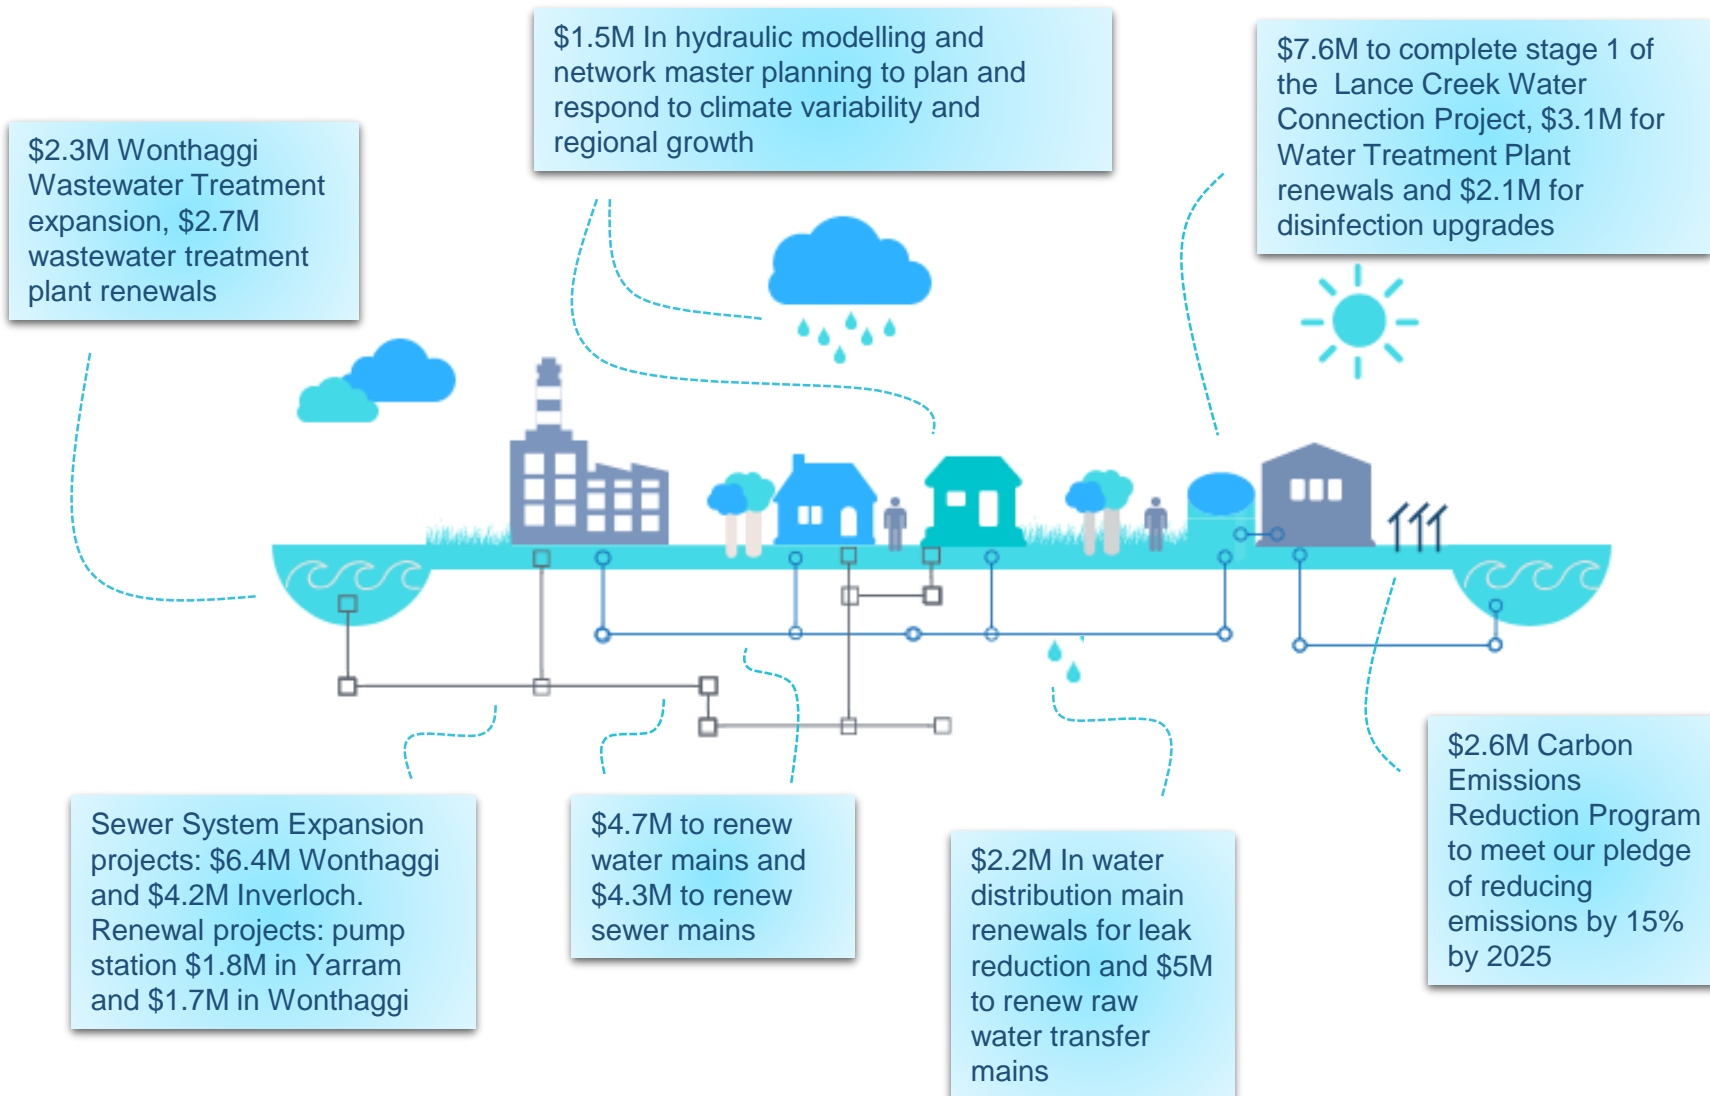 $1.5M In hydraulic modelling and
network master planning to plan and
respond to climate variability and
regional growth
$7.6M to complete stage 1 of
the  Lance Creek Water
Connection Project, $3.1M for
Water Treatment Plant
renewals and $2.1M for
disinfection upgrades
$2.3M Wonthaggi
Wastewater Treatment
expansion, $2.7M
wastewater treatment
plant renewals
Sewer System Expansion
projects: $6.4M Wonthaggi
and $4.2M Inverloch.
Renewal projects: pump
station $1.8M in Yarram
and $1.7M in Wonthaggi
$4.7M to renew
water mains and
$4.3M to renew
sewer mains
$2.2M In water
distribution main
renewals for leak
reduction and $5M
to renew raw
water transfer
mains
$2.6M Carbon
Emissions
Reduction Program
to meet our pledge
of reducing
emissions by 15%
by 2025